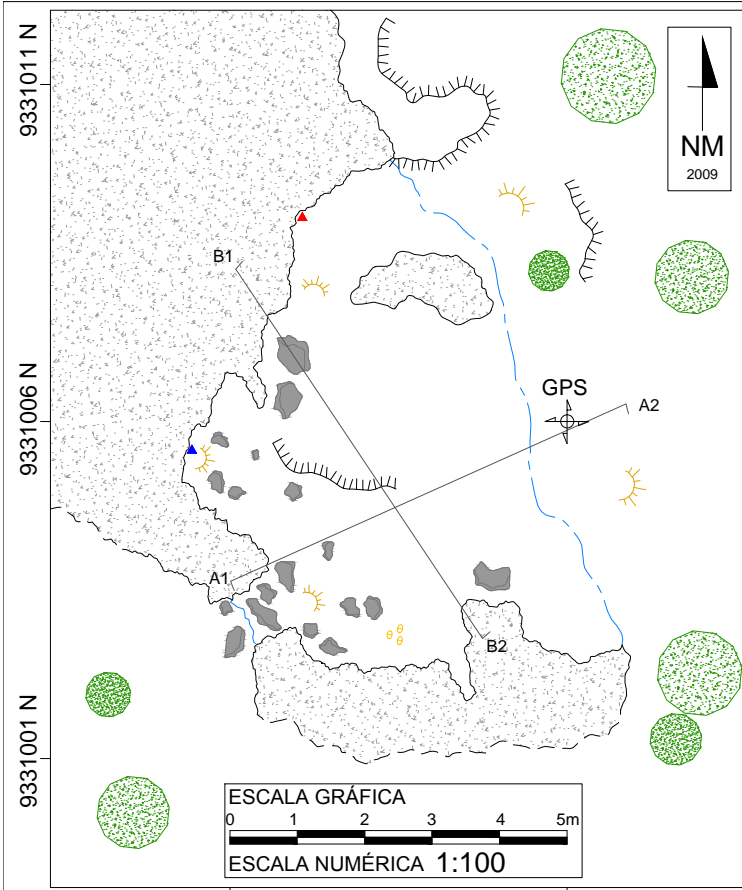 9331011 N
NM
2009
B1
9331006 N
GPS
A2
A1
B2
9331001 N
ESCALA GRÁFICA
0 1 2 3 4 5m
ESCALA NUMÉRICA 1:100